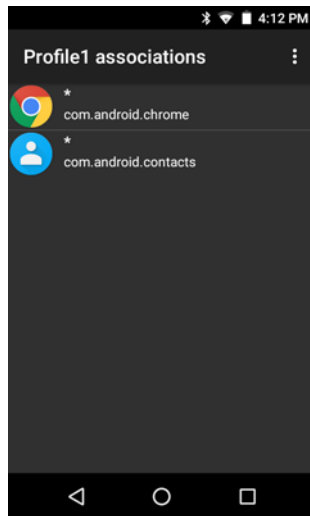 4:12 PM
Profile1 associations
*
com.android.chrome
*
com.android.contacts